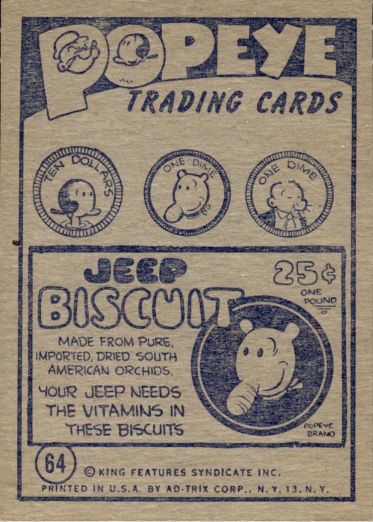 POPEYE
TRADING CARDS
TEN DOLLARS
ONE DIME
ONE DIME
JEEP
BISCUIT
25¢
ONE
POUND
MADE FROM PURE,
IMPORTED, DRIED SOUTH
AMERICAN ORCHIDS.
YOUR JEEP NEEDS
THE VITAMINS IN
THESE BISCUITS
POPEYE
BRAND
64
© KING FEATURES SYNDICATE INC.
PRINTED IN U.S.A. BY AD-TRIX CORP., N.Y. 13, N.Y.